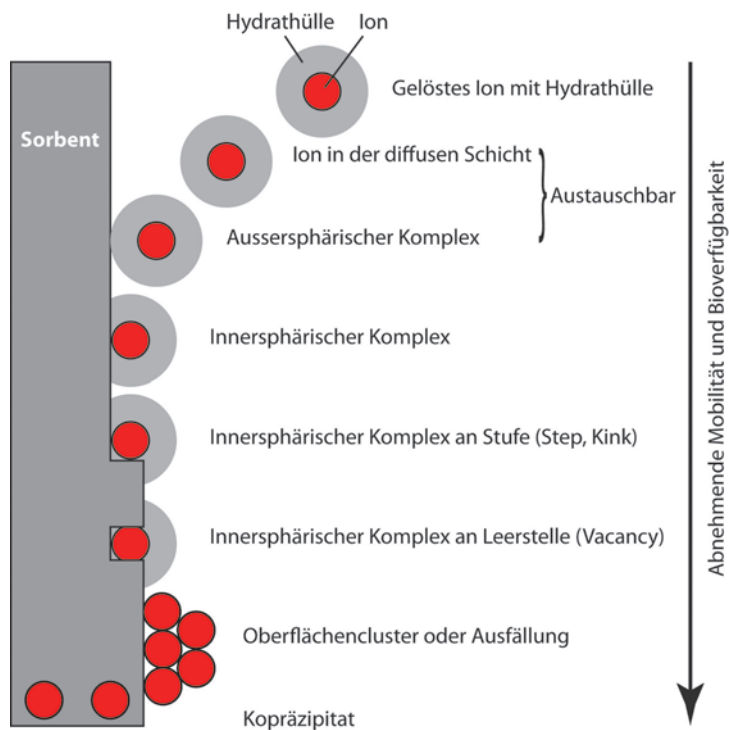 Hydrathülle Ion
Gelöstes Ion mit Hydrathülle
Sorbent
Ion in der diffusen Schicht
Austauschbar
Aussersphärischer Komplex
Innersphärischer Komplex
Innersphärischer Komplex an Stufe (Step, Kink)
Innersphärischer Komplex an Leerstelle (Vacancy)
Oberflächencluster oder Ausfällung
Kopräzipitat
Abnehmende Mobilität und Bioverfügbarkeit